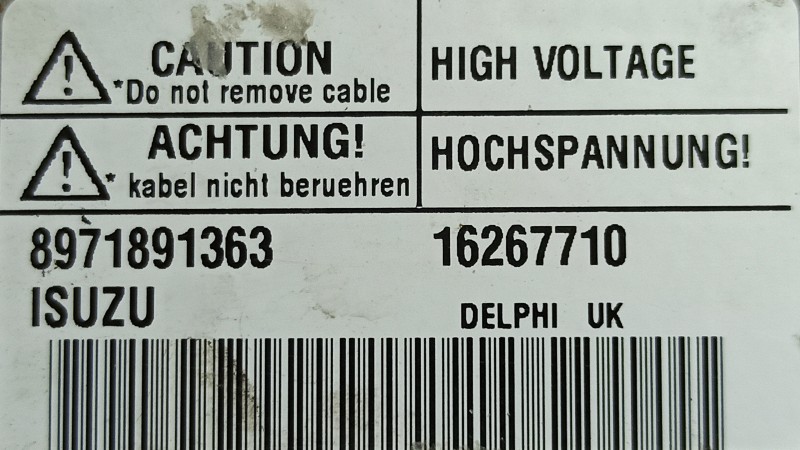 CAUTION
*Do not remove cable
HIGH VOLTAGE
ACHTUNG!
* kabel nicht beruehren
HOCHSPANNUNG!
8971891363 16267710
ISUZU DELPHI UK